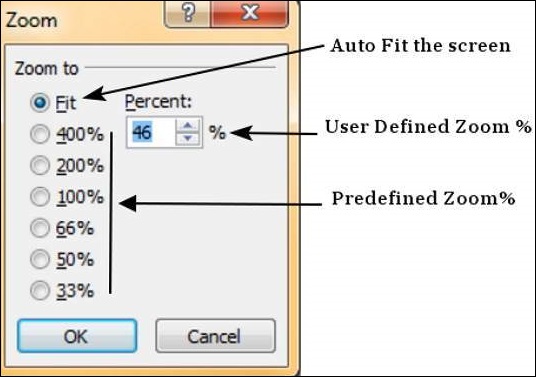 Zoom
?
Zoom to
Auto Fit the screen
Fit
Percent:
400%
46
%
User Defined Zoom %
200%
100%
Predefined Zoom%
66%
50%
33%
OK
Cancel